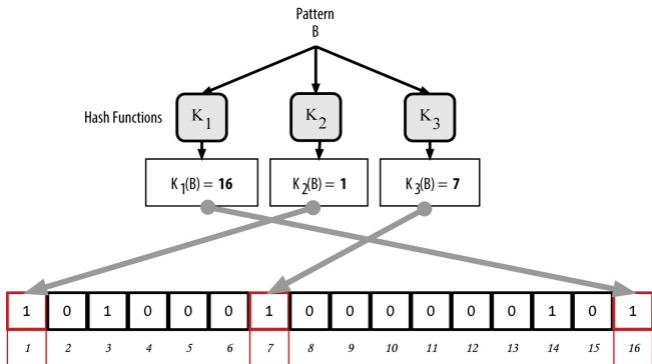 Pattern
B
Hash Functions
K1 K2 K3
K1(B) = 16 K2(B) = 1 K3(B) = 7
1 0 1 0 0 0 1 0 0 0 0 0 0 1 0 1
1 2 3 4 5 6 7 8 9 10 11 12 13 14 15 16